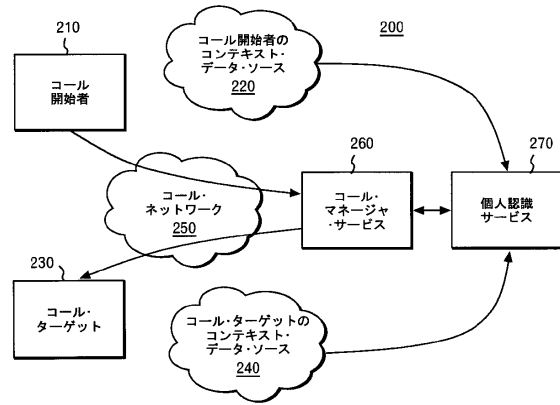 210
コール
開始者
コール開始者の
コンテキスト・
データ・ソース
220
200
260
270
コール・
ネットワーク
250
コール・
マネージャ
・サービス
個人認識
サービス
230
コール・
ターゲット
コール・ターゲットの
コンテキスト・
データ・ソース
240